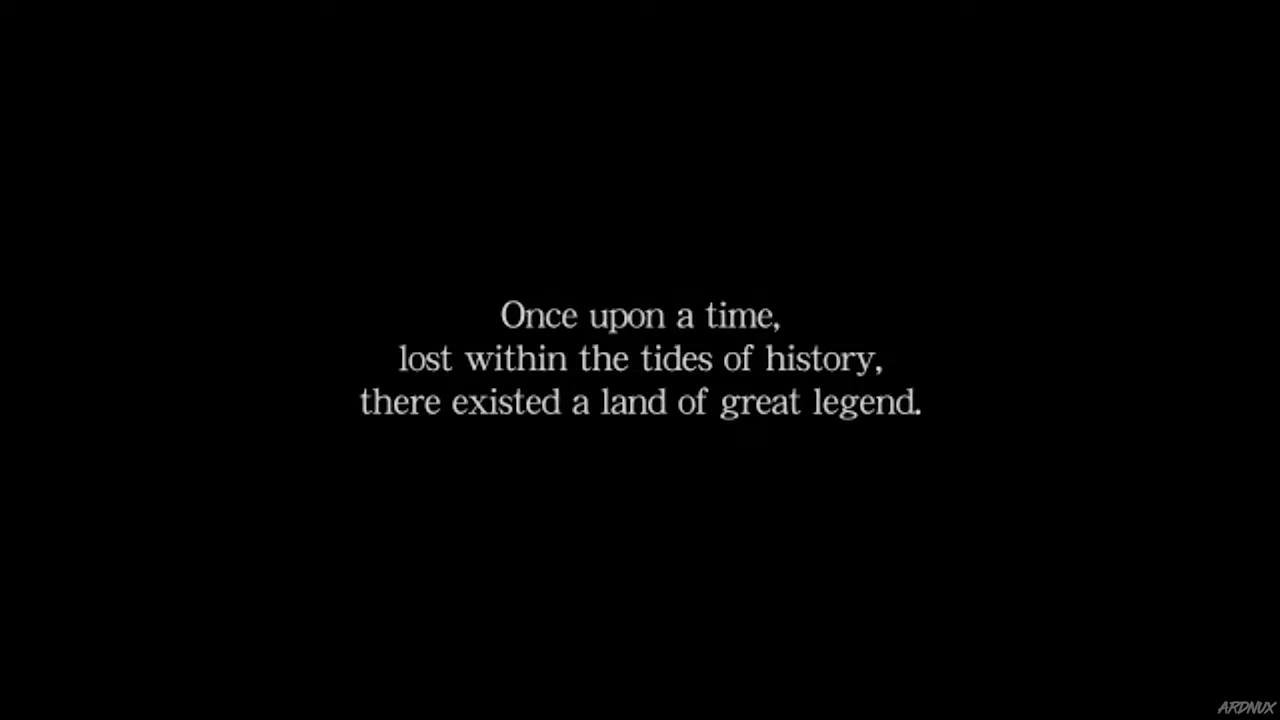 Once upon a time,
lost within the tides of history,
there existed a land of great legend.
ARDNUX